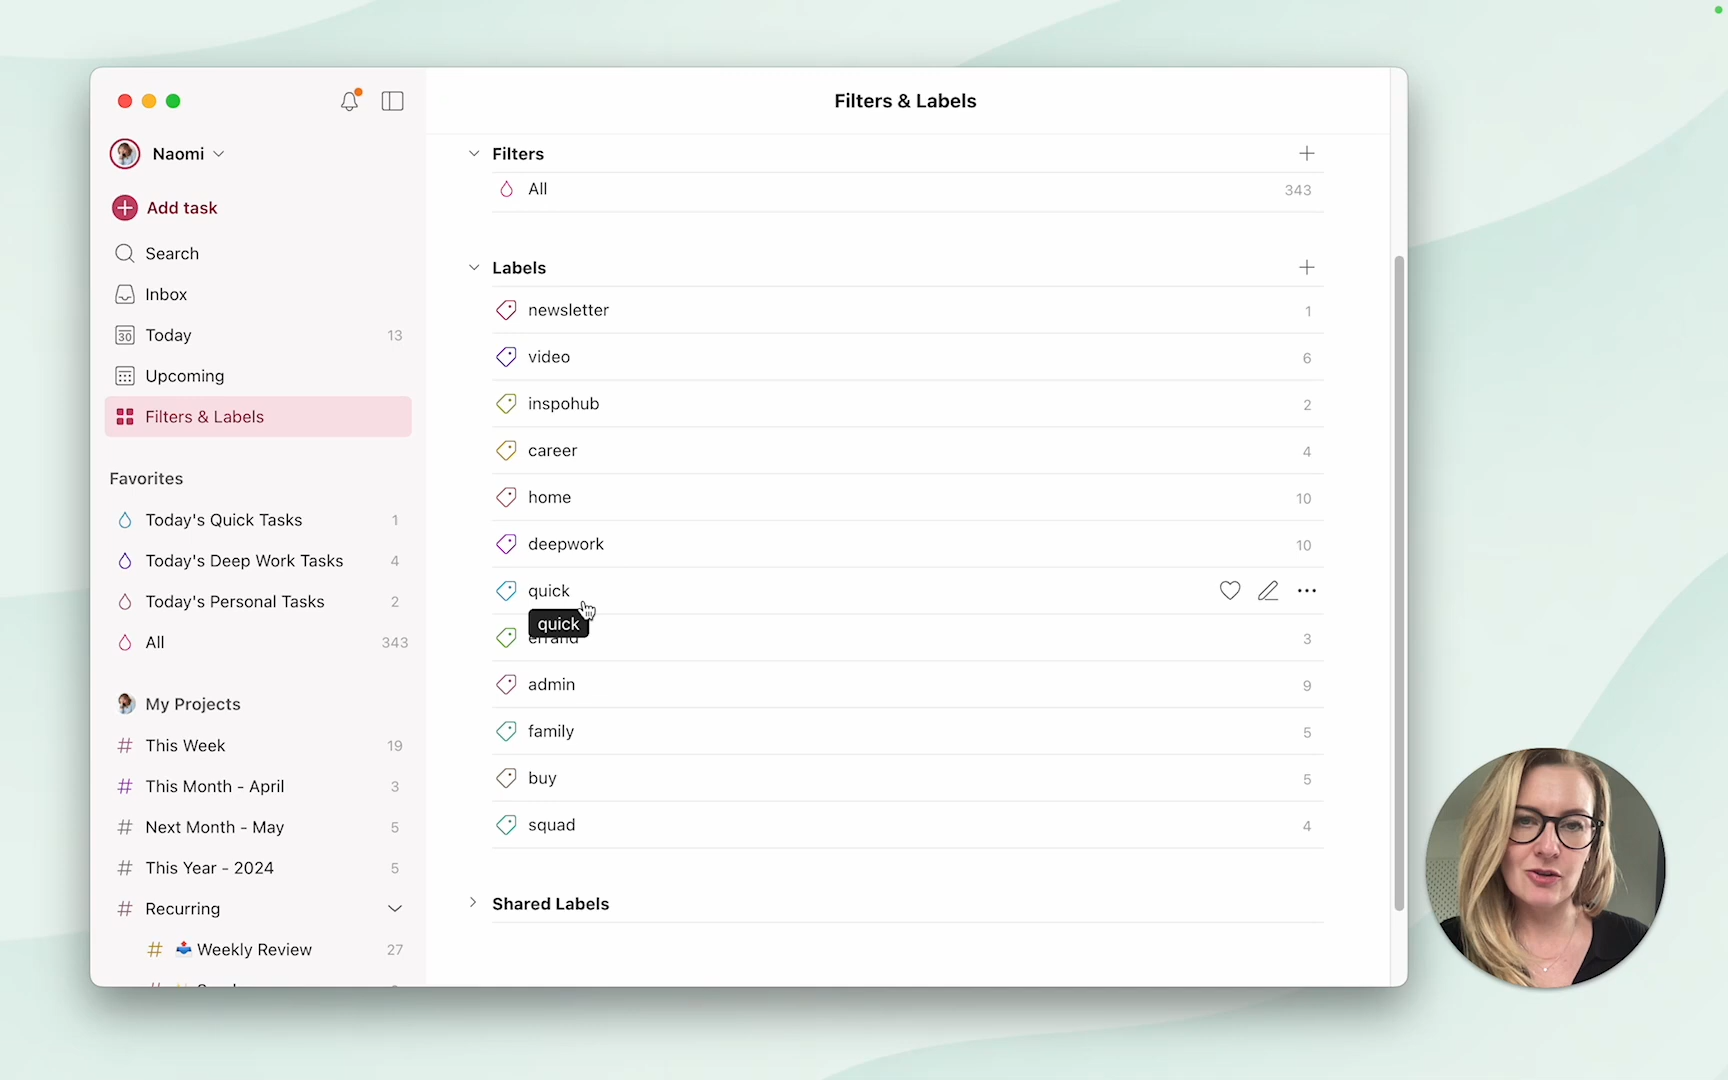 Naomi
Add task
Search
Inbox
30 Today 13
Upcoming
Filters & Labels
Favorites
Today's Quick Tasks 1
Today's Deep Work Tasks 4
Today's Personal Tasks 2
All 343
My Projects
# This Week 19
# This Month - April 3
# Next Month - May 5
# This Year - 2024 5
# Recurring
# Weekly Review 27
Filters & Labels
Filters
All 343
Labels
newsletter 1
video 6
inspohub 2
career 4
home 10
deepwork 10
quick
quick
errand 3
admin 9
family 5
buy 5
squad 4
Shared Labels